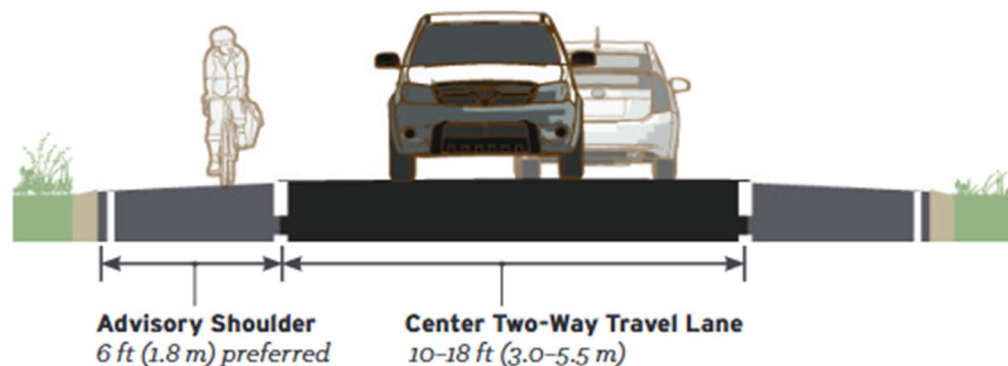 Advisory Shoulder
6 ft (1.8 m) preferred
Center Two-Way Travel Lane
10–18 ft (3.0–5.5 m)